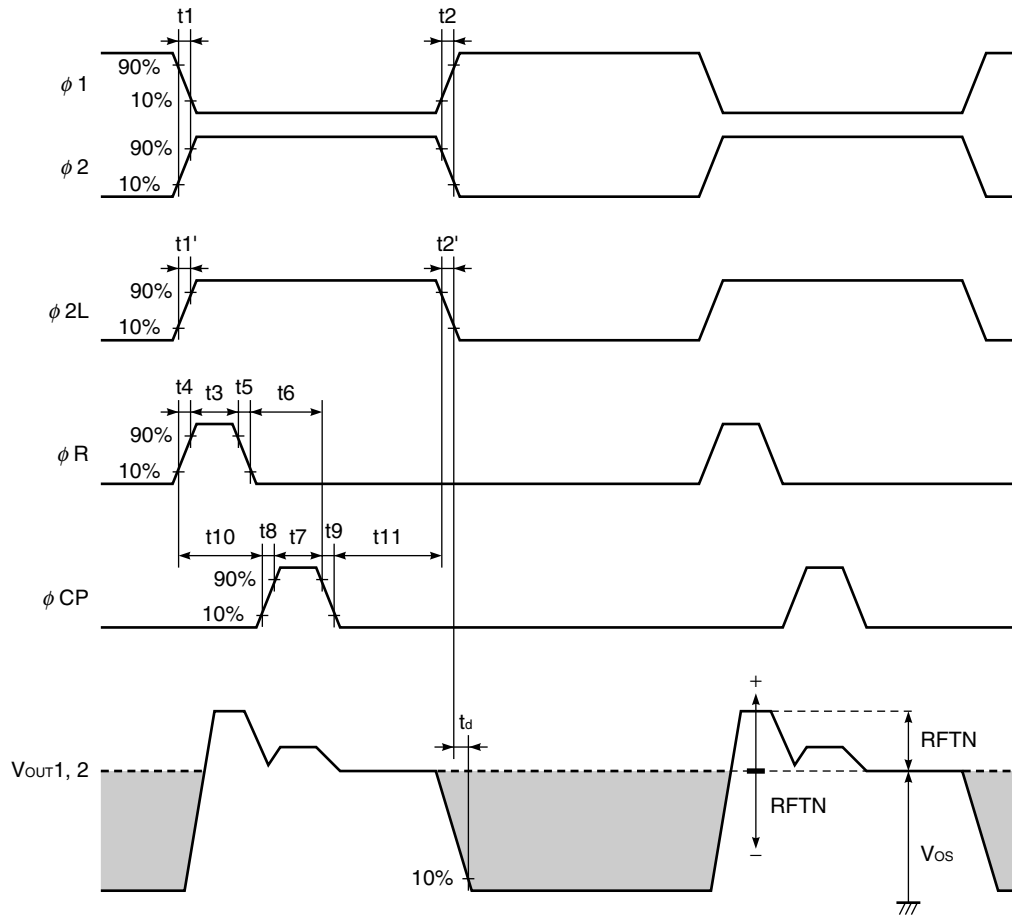 t1 t2
90%
ϕ 1
10%
90%
ϕ 2
10%
t1' t2'
90%
ϕ 2L
10%
t4 t3 t5 t6
90%
ϕ R
10%
t10 t8 t7 t9 t11
90%
ϕ CP
10%
+
td
RFTN
VOUT1, 2
RFTN
−
VOS
10%